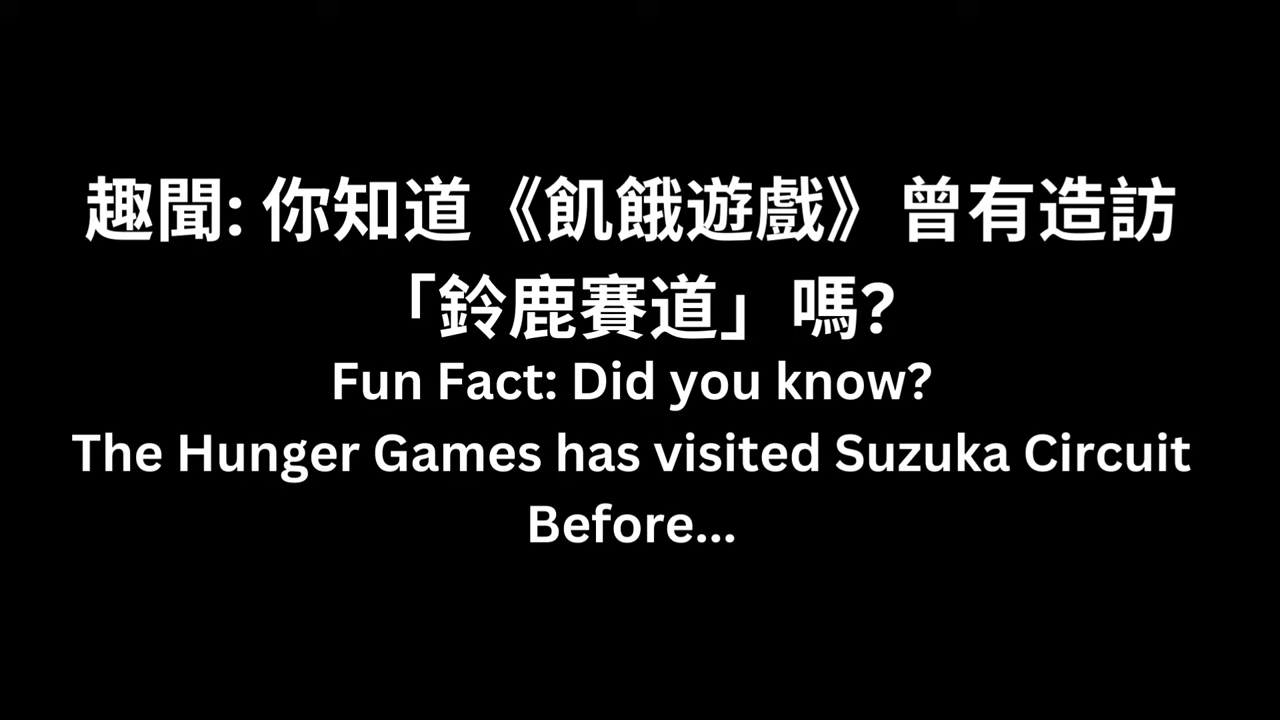 趣聞: 你知道《飢餓遊戲》曾有造訪
「鈴鹿賽道」嗎?
Fun Fact: Did you know?
The Hunger Games has visited Suzuka Circuit
Before...